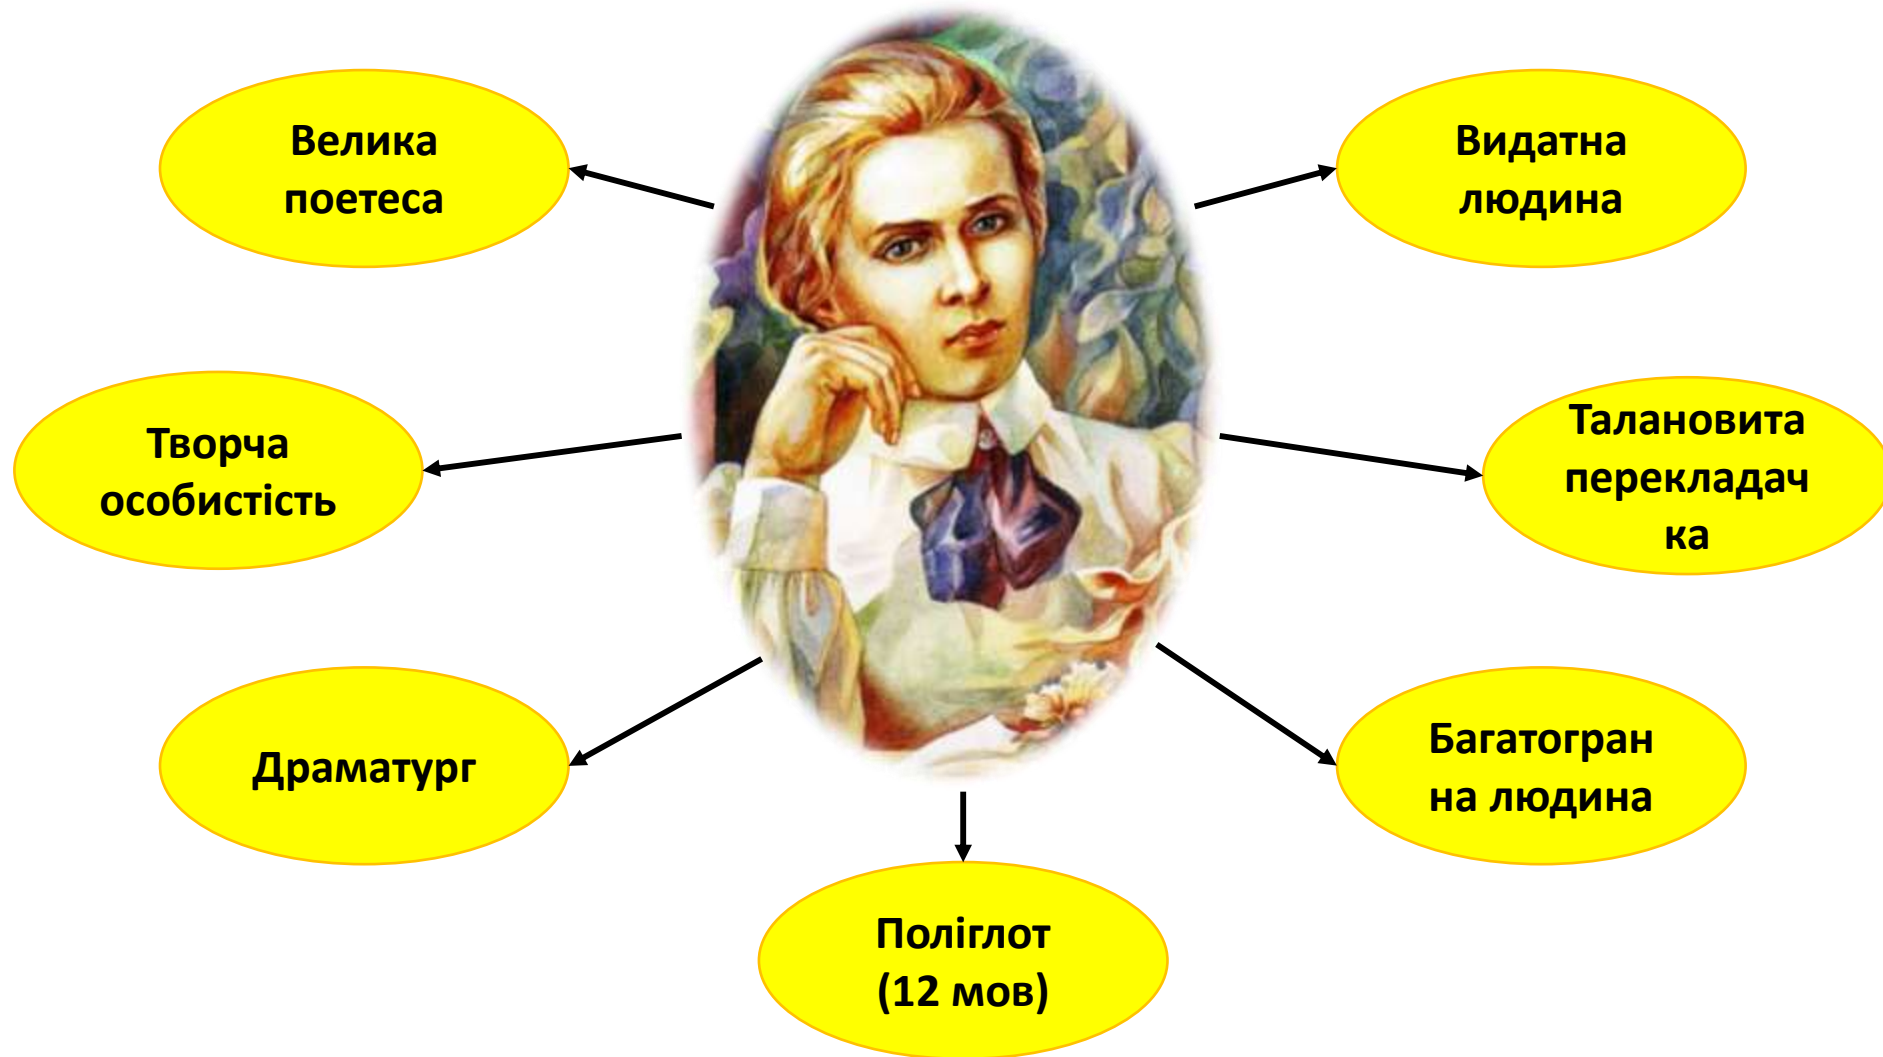 Велика
поетеса
Видатна
людина
Творча
особистість
Талановита
перекладач
ка
Драматург
Багатогран
на людина
Поліглот
(12 мов)